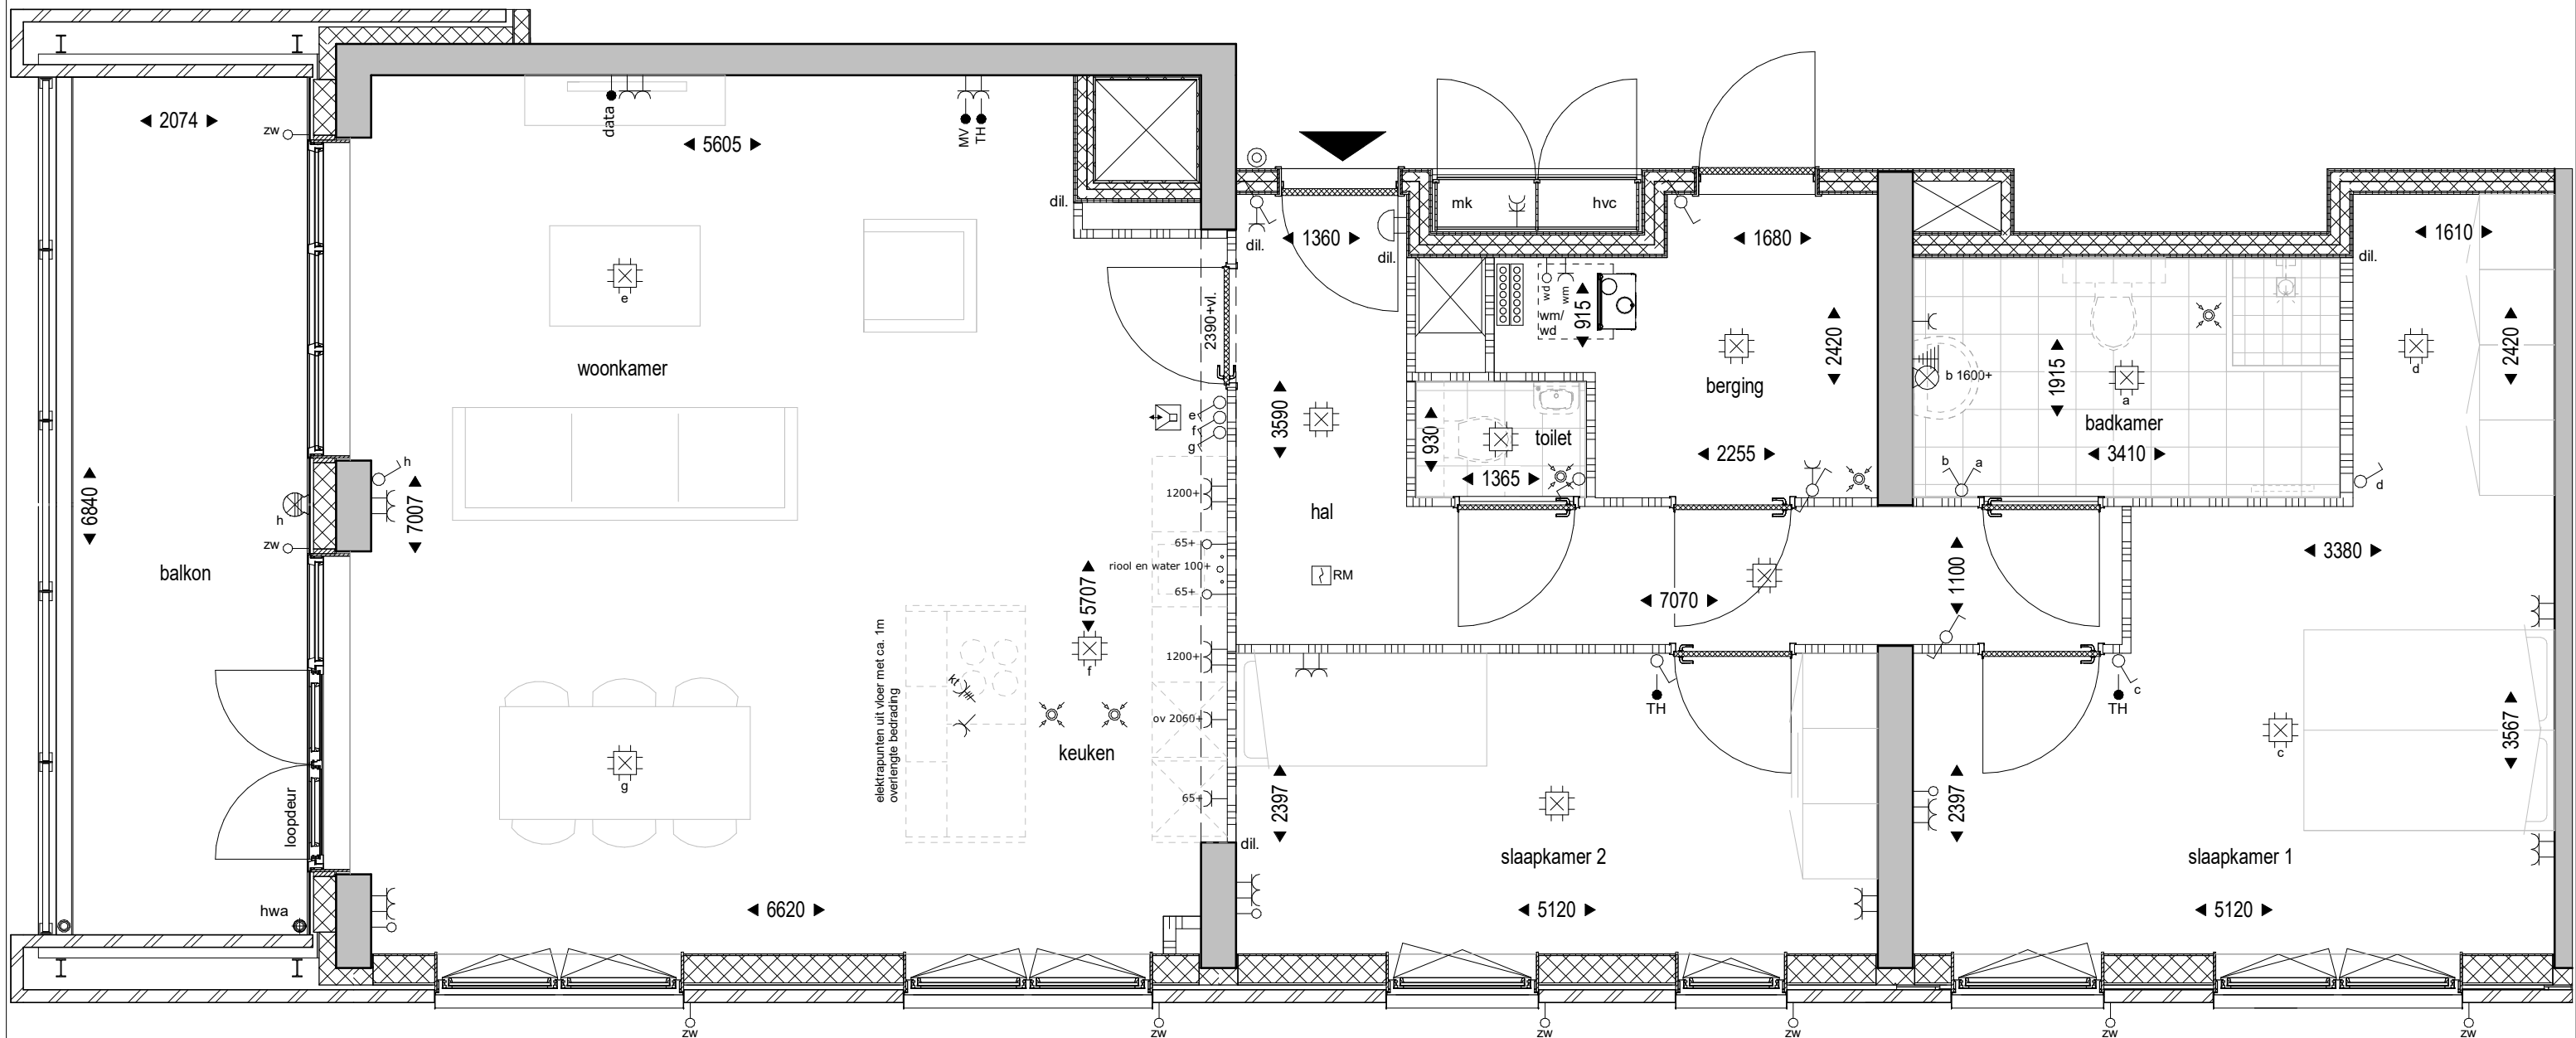 2074
zw
data
5605
MV
TH
dil.
dil.
1360
dil.
mk
hvc
1680
1610
dil.
e
2390+vl.
wd
wm
wm/
wd
915
2420
b 1600+
1915
a
d
2420
woonkamer
berging
badkamer
3410
e
f
g
3590
930
toilet
1365
2255
b
a
d
h
1200+
6840
h
zw
7007
hal
65+
riool en water 100+
65+
RM
1100
3380
balkon
5707
7070
elektrapunten uit vloer met ca. 1m
overlengte bedrading
1200+
f
kt
ov 2060+
keuken
TH
TH
c
c
3567
g
65+
2397
2397
loopdeur
dil.
slaapkamer 2
slaapkamer 1
hwa
6620
5120
5120
zw
zw
zw
zw
zw
zw